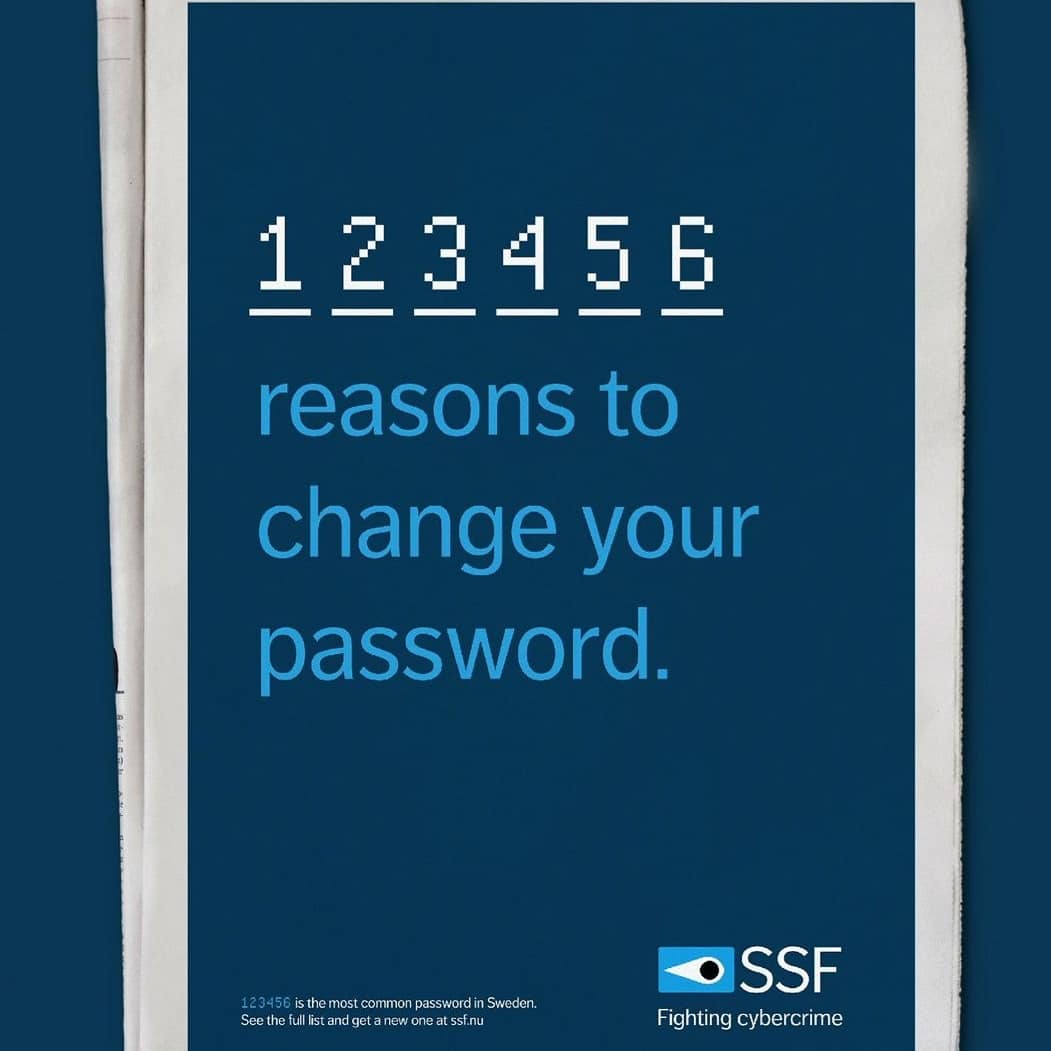 1 2 3 4 5 6
reasons to
change your
password.
SSF
Fighting cybercrime
123456 is the most common password in Sweden.
See the full list and get a new one at ssf.nu